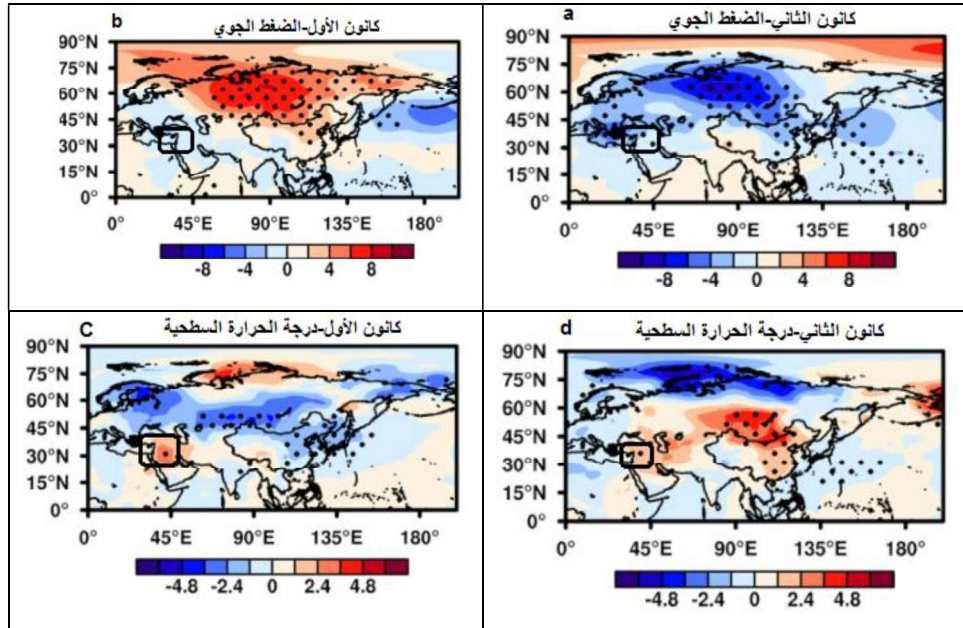 b
كانون الأول-الضغط الجوي
90°N
75°N
60°N
45°N
30°N
15°N
0°
0°
45°E
90°E
135°E
180°
-8
-4
0
4
8
a
كانون الثاني-الضغط الجوي
90°N
75°N
60°N
45°N
30°N
15°N
0°
0°
45°E
90°E
135°E
180°
-8
-4
0
4
8
C
كانون الأول-درجة الحرارة السطحية
90°N
75°N
60°N
45°N
30°N
15°N
0°
0°
45°E
90°E
135°E
180°
-4.8
-2.4
0
2.4
4.8
d
كانون الثاني-درجة الحرارة السطحية
90°N
75°N
60°N
45°N
30°N
15°N
0°
0°
45°E
90°E
135°E
180°
-4.8
-2.4
0
2.4
4.8